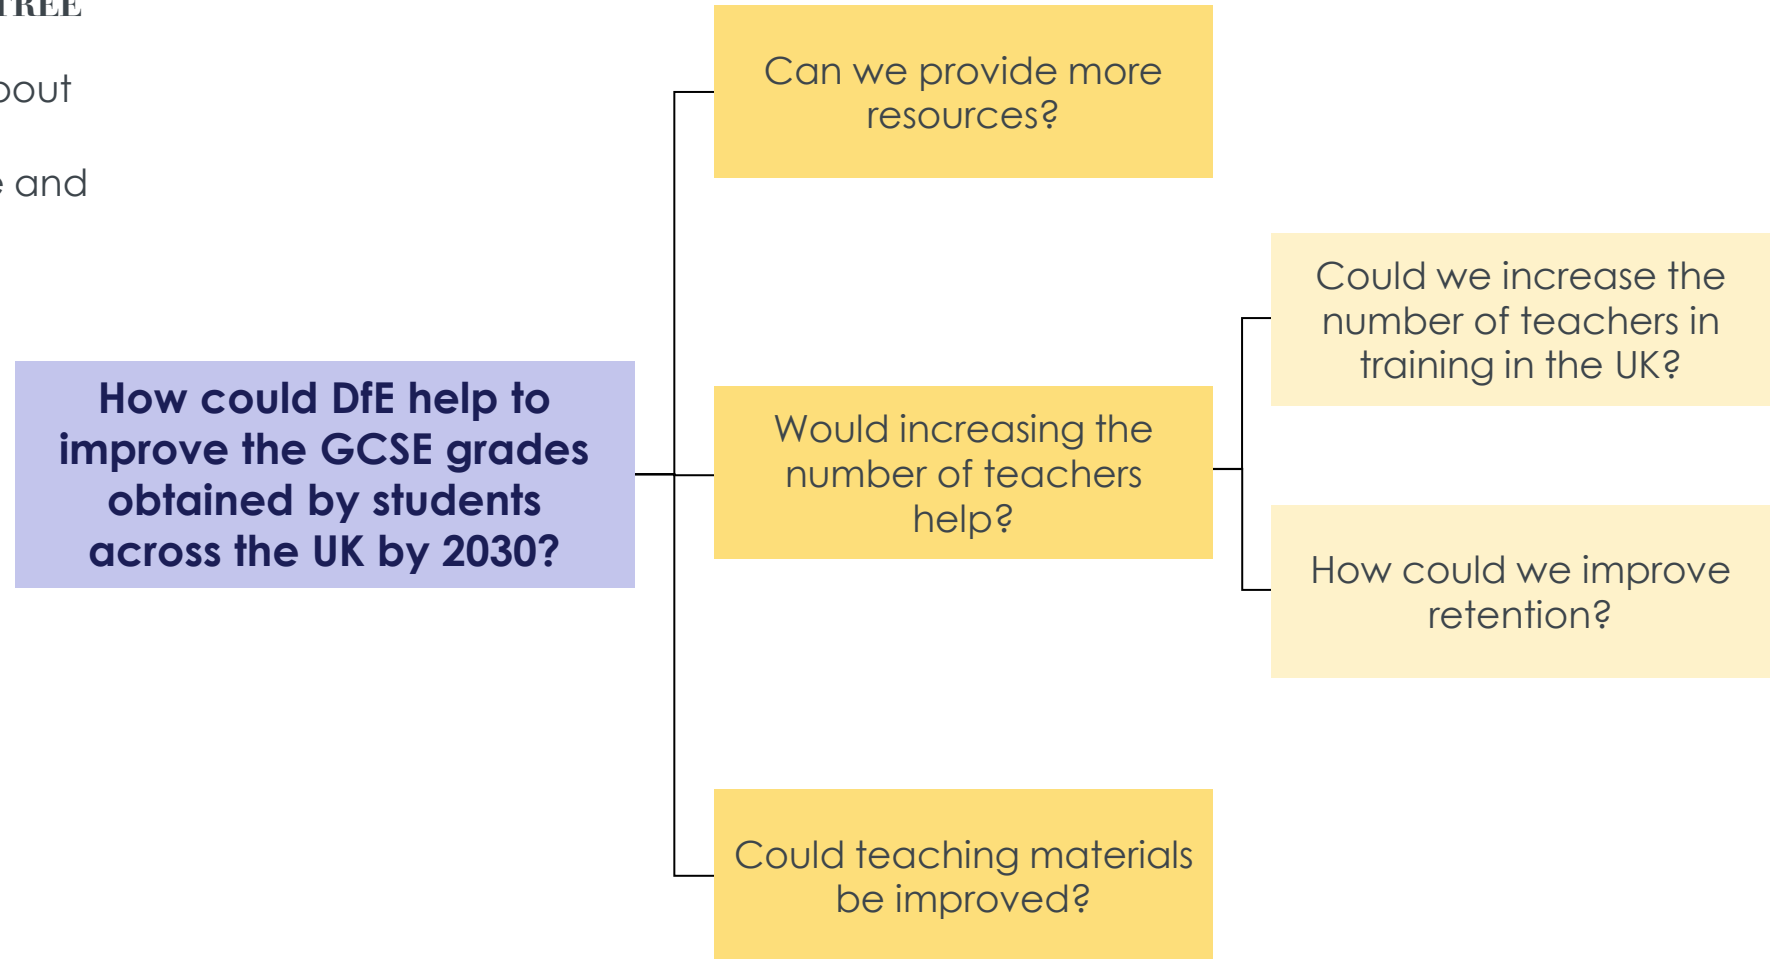 TREE
and
How could DfE help to
improve the GCSE grades
obtained by students
across the UK by 2030?
Can we provide more
resources?
Would increasing the
number of teachers
help?
Could teaching materials
be improved?
Could we increase the
number of teachers in
training in the UK?
How could we improve
retention?